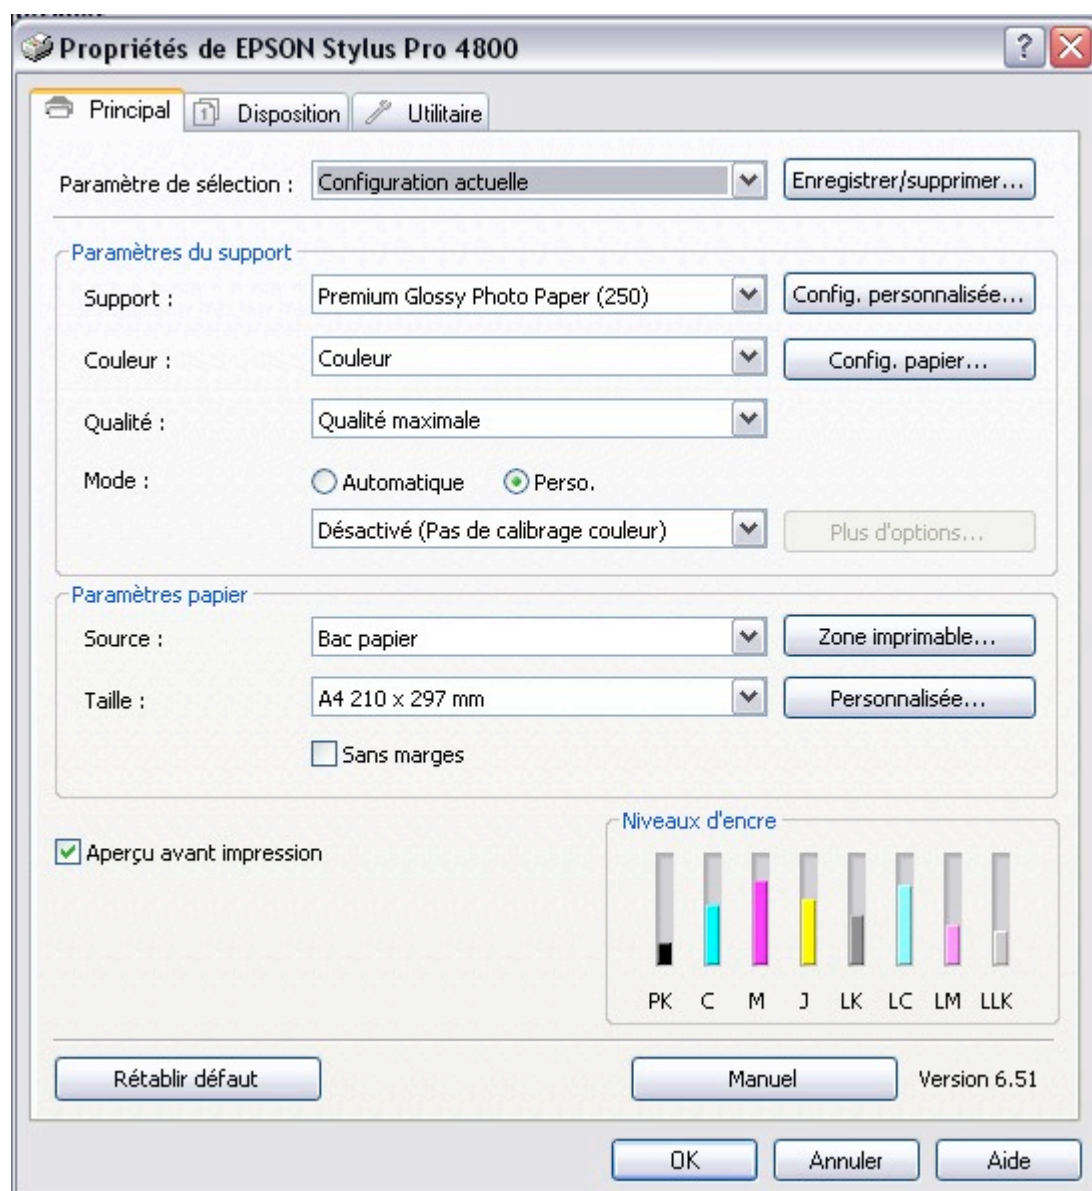 Propriétés de EPSON Stylus Pro 4800
Principal
1
Disposition
Utilitaire
Paramètre de sélection : Configuration actuelle Enregistrer/supprimer...
Paramètres du support
Support : Premium Glossy Photo Paper (250) Config. personnalisée...
Couleur : Couleur Config. papier...
Qualité : Qualité maximale
Mode : Automatique Perso.
Désactivé (Pas de calibrage couleur) Plus d'options...
Paramètres papier
Source : Bac papier Zone imprimable...
Taille : A4 210 x 297 mm Personnalisée...
Sans marges
Aperçu avant impression
Niveaux d'encre
PK C M J LK LC LM LLK
Rétablir défaut Manuel Version 6.51
OK Annuler Aide